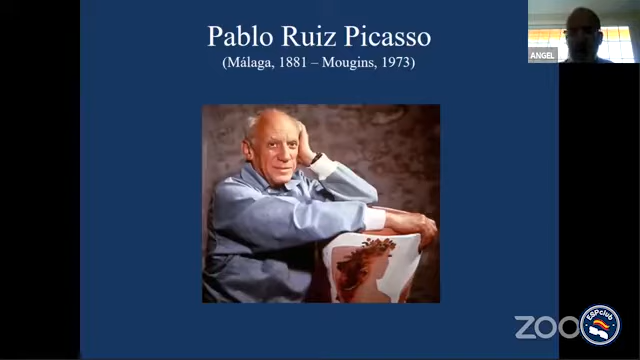 Pablo Ruiz Picasso
(Málaga, 1881 – Mougins, 1973)
ANGEL
ZOO
ESPclub